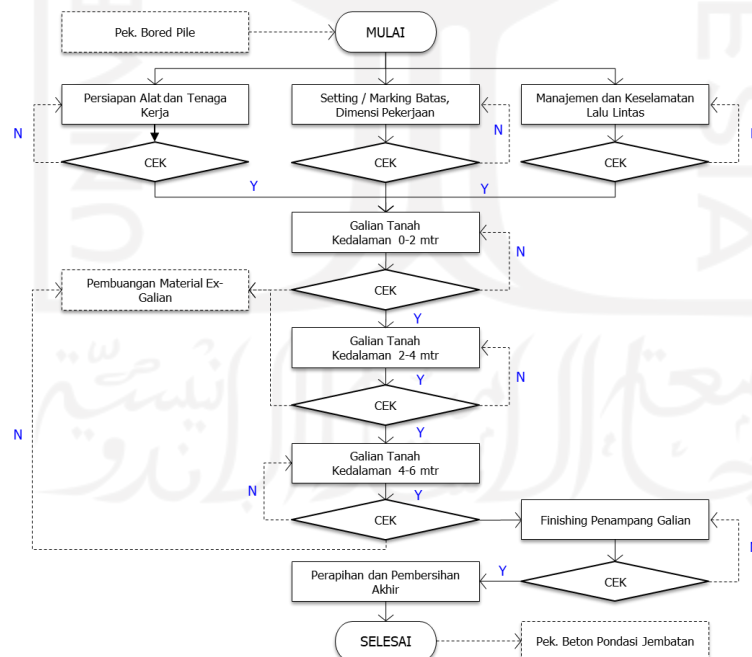 Pek. Bored Pile
MULAI
Persiapan Alat dan Tenaga
Kerja
Setting / Marking Batas,
Dimensi Pekerjaan
Manajemen dan Keselamatan
Lalu Lintas
N
N
CEK
CEK
CEK
Y
Y
Galian Tanah
Kedalaman 0-2 mtr
N
Pembuangan Material Ex-
Galian
CEK
Y
Galian Tanah
Kedalaman 2-4 mtr
N
Y
CEK
N
Y
Galian Tanah
Kedalaman 4-6 mtr
N
Y
CEK
Finishing Penampang Galian
Perapihan dan Pembersihan
Akhir
Y
CEK
SELESAI
Pek. Beton Pondasi Jembatan